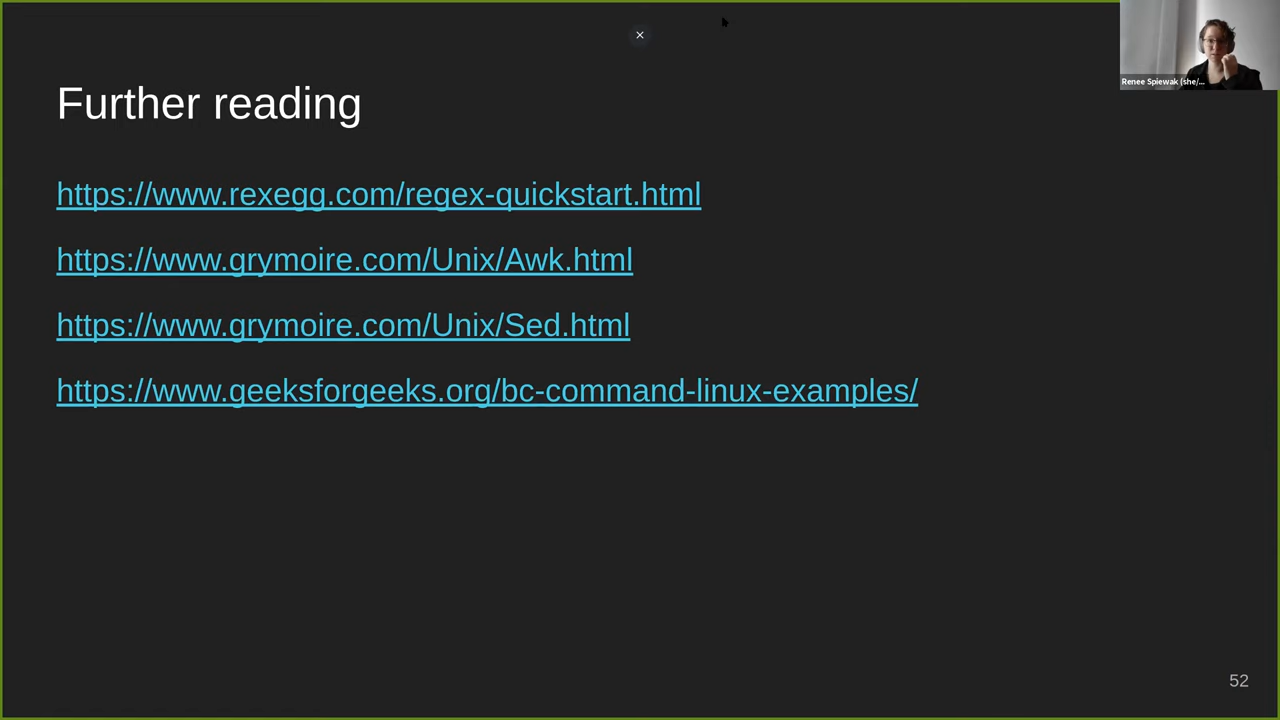 Renee Spiewak (she/...
Further reading
https://www.rexegg.com/regex-quickstart.html
https://www.grymoire.com/Unix/Awk.html
https://www.grymoire.com/Unix/Sed.html
https://www.geeksforgeeks.org/bc-command-linux-examples/
52